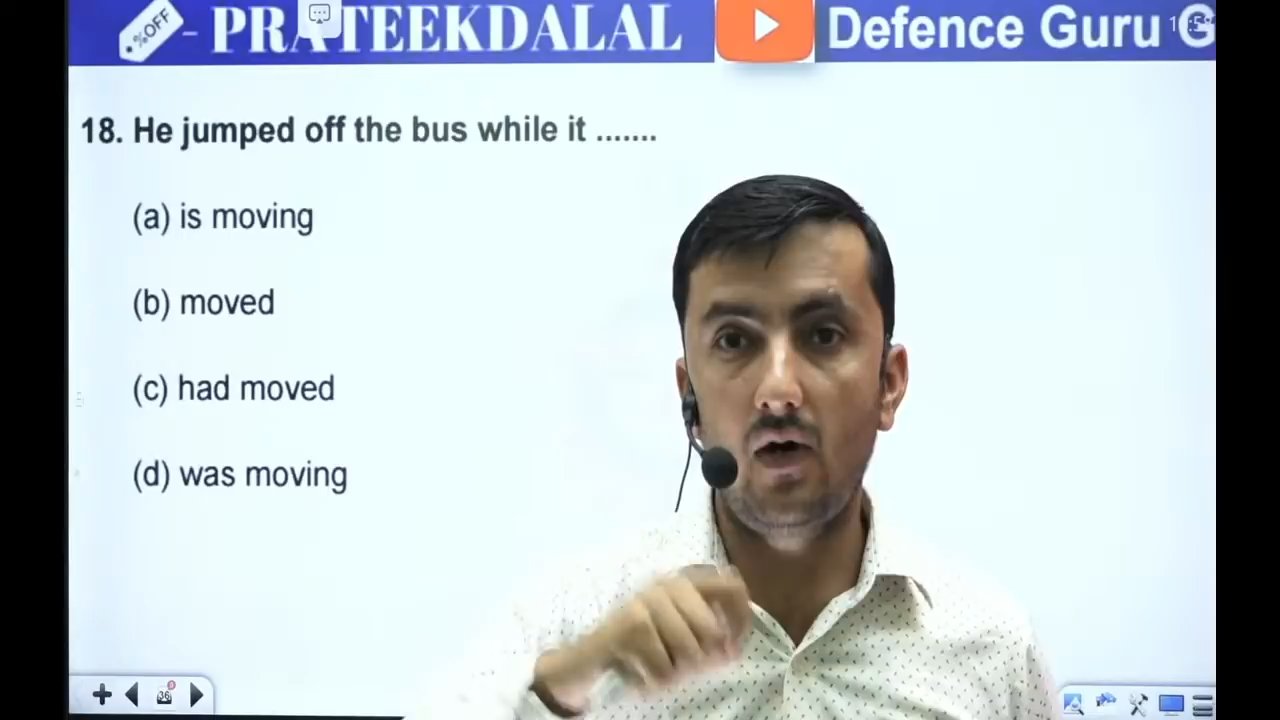 %OFF - PRATEEKDALAL Defence Guru G
18. He jumped off the bus while it .......
(a) is moving
(b) moved
(c) had moved
(d) was moving
36